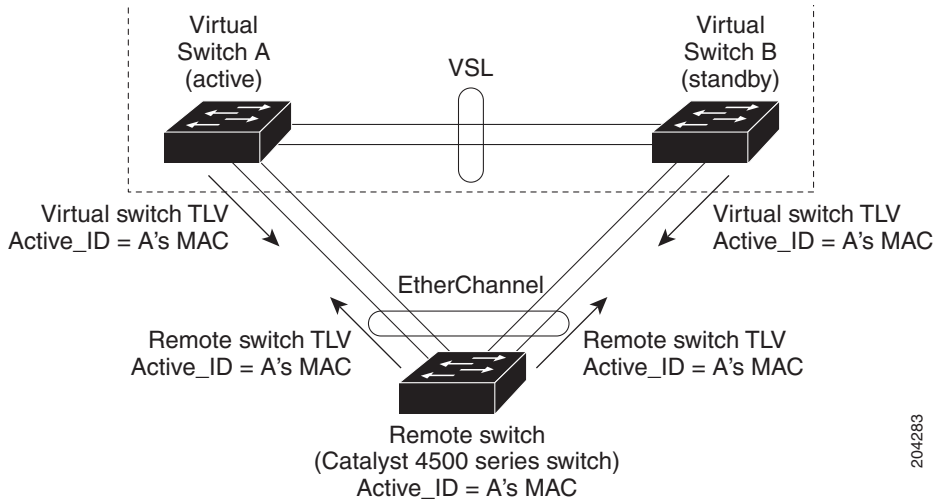 Virtual
Switch A
(active)
VSL
Virtual
Switch B
(standby)
Virtual switch TLV
Active_ID = A's MAC
Virtual switch TLV
Active_ID = A's MAC
EtherChannel
Remote switch TLV
Active_ID = A's MAC
Remote switch TLV
Active_ID = A's MAC
Remote switch
(Catalyst 4500 series switch)
Active_ID = A's MAC
204283